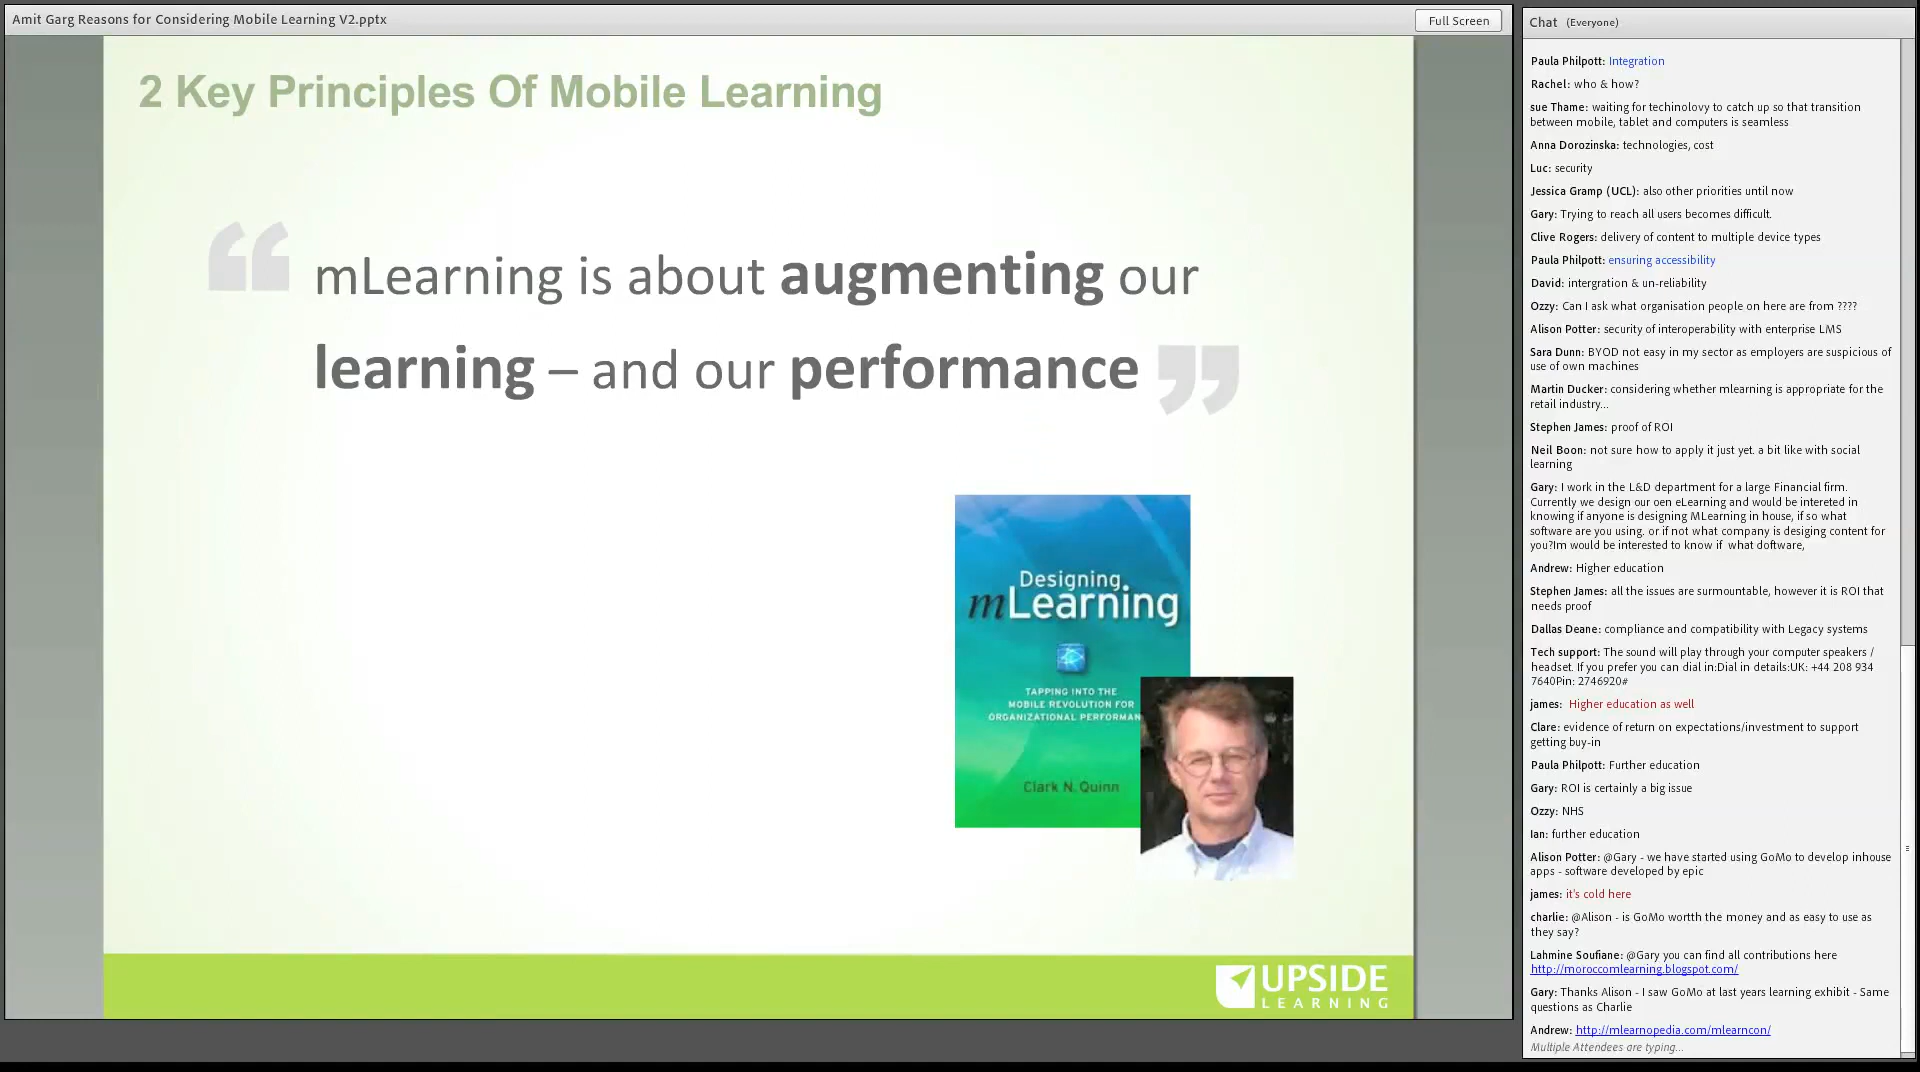 Amit Garg Reasons for Considering Mobile Learning V2.pptx
Full Screen
2 Key Principles Of Mobile Learning
“ mLearning is about augmenting our
learning – and our performance ”
Designing
mLearning
TAPPING INTO THE
MOBILE REVOLUTION FOR
ORGANIZATIONAL PERFORMAN
Clark N. Quinn
UPSIDE
LEARNING
Chat (Everyone)
Paula Philpott: Integration
Rachel: who & how?
sue Thame: waiting for techinolovy to catch up so that transition
between mobile, tablet and computers is seamless
Anna Dorozinska: technologies, cost
Luc: security
Jessica Gramp (UCL): also other priorities until now
Gary: Trying to reach all users becomes difficult.
Clive Rogers: delivery of content to multiple device types
Paula Philpott: ensuring accessibility
David: intergration & un-reliability
Ozzy: Can I ask what organisation people on here are from ????
Alison Potter: security of interoperability with enterprise LMS
Sara Dunn: BYOD not easy in my sector as employers are suspicious of
use of own machines
Martin Ducker: considering whether mlearning is appropriate for the
retail industry...
Stephen James: proof of ROI
Neil Boon: not sure how to apply it just yet. a bit like with social
learning
Gary: I work in the L&D department for a large Financial firm.
Currently we design our oen eLearning and would be intereted in
knowing if anyone is designing MLearning in house, if so what
software are you using. or if not what company is desiging content for
you?Im would be interested to know if what doftware,
Andrew: Higher education
Stephen James: all the issues are surmountable, however it is ROI that
needs proof
Dallas Deane: compliance and compatibility with Legacy systems
Tech support: The sound will play through your computer speakers /
headset. If you prefer you can dial in:Dial in details:UK: +44 208 934
7640Pin: 2746920#
james: Higher education as well
Clare: evidence of return on expectations/investment to support
getting buy-in
Paula Philpott: Further education
Gary: ROI is certainly a big issue
Ozzy: NHS
Ian: further education
Alison Potter: @Gary - we have started using GoMo to develop inhouse
apps - software developed by epic
james: it's cold here
charlie: @Alison - is GoMo wortth the money and as easy to use as
they say?
Lahmine Soufiane: @Gary you can find all contributions here
http://moroccomlearning.blogspot.com/
Gary: Thanks Alison - I saw GoMo at last years learning exhibit - Same
questions as Charlie
Andrew: http://mlearnopedia.com/mlearncon/
Multiple Attendees are typing...